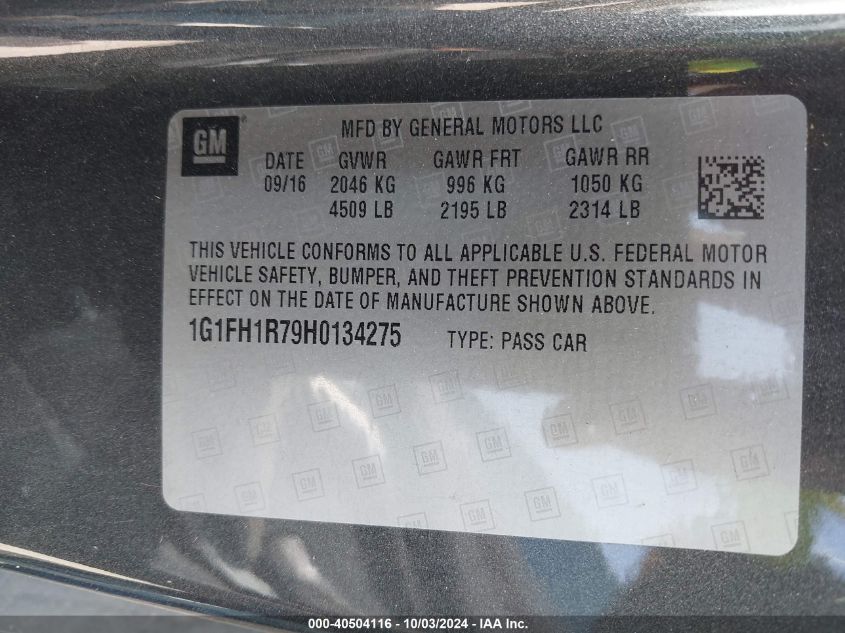 GM
MFD BY GENERAL MOTORS LLC
DATE GVWR GAWR FRT GAWR RR
09/16 2046 KG 996 KG 1050 KG
4509 LB 2195 LB 2314 LB
THIS VEHICLE CONFORMS TO ALL APPLICABLE U.S. FEDERAL MOTOR
VEHICLE SAFETY, BUMPER, AND THEFT PREVENTION STANDARDS IN
EFFECT ON THE DATE OF MANUFACTURE SHOWN ABOVE.
1G1FH1R79H0134275 TYPE: PASS CAR
000-40504116 - 10/03/2024 - IAA Inc.